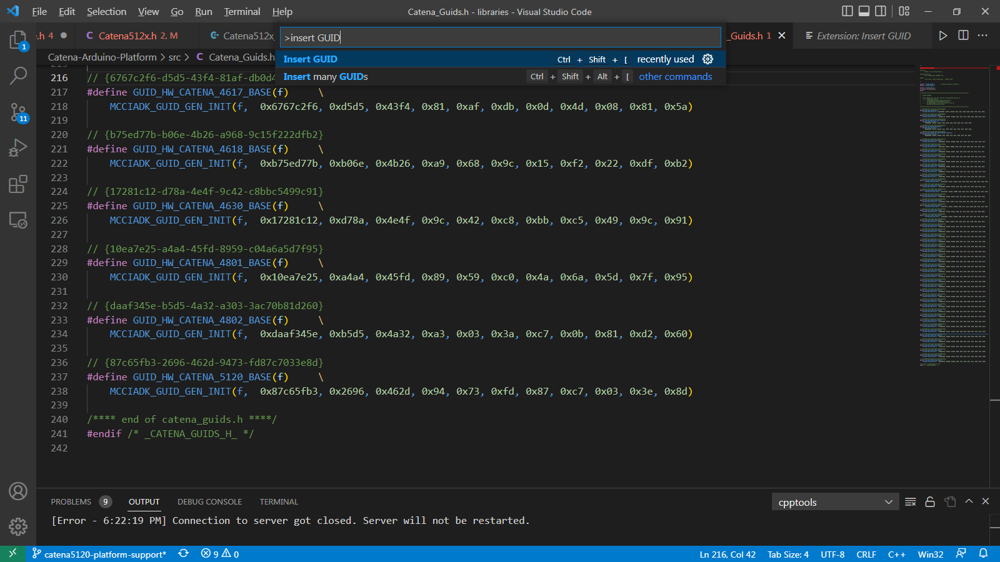 File Edit Selection View Go Run Terminal Help
Catena_Guids.h - libraries - Visual Studio Code
.h 4
Catena512x.h 2, M
Catena512x_
>insert GUID
_Guids.h 1
Extension: Insert GUID
Catena-Arduino-Platform > src > C Catena_Guids.h
Insert GUID Ctrl + Shift + [ recently used
Insert many GUIDs Ctrl + Shift + Alt + [ other commands
216 // {6767c2f6-d5d5-43f4-81af-db0d4
217 #define GUID_HW_CATENA_4617_BASE(f) \
218 MCCIADK_GUID_GEN_INIT(f, 0x6767c2f6, 0xd5d5, 0x43f4, 0x81, 0xaf, 0xdb, 0x0d, 0x4d, 0x08, 0x81, 0x5a)
219
220 // {b75ed77b-b06e-4b26-a968-9c15f222dfb2}
221 #define GUID_HW_CATENA_4618_BASE(f) \
222 MCCIADK_GUID_GEN_INIT(f, 0xb75ed77b, 0xb06e, 0x4b26, 0xa9, 0x68, 0x9c, 0x15, 0xf2, 0x22, 0xdf, 0xb2)
223
224 // {17281c12-d78a-4e4f-9c42-c8bbc5499c91}
225 #define GUID_HW_CATENA_4630_BASE(f) \
226 MCCIADK_GUID_GEN_INIT(f, 0x17281c12, 0xd78a, 0x4e4f, 0x9c, 0x42, 0xc8, 0xbb, 0xc5, 0x49, 0x9c, 0x91)
227
228 // {10ea7e25-a4a4-45fd-8959-c04a6a5d7f95}
229 #define GUID_HW_CATENA_4801_BASE(f) \
230 MCCIADK_GUID_GEN_INIT(f, 0x10ea7e25, 0xa4a4, 0x45fd, 0x89, 0x59, 0xc0, 0x4a, 0x6a, 0x5d, 0x7f, 0x95)
231
232 // {daaf345e-b5d5-4a32-a303-3ac70b81d260}
233 #define GUID_HW_CATENA_4802_BASE(f) \
234 MCCIADK_GUID_GEN_INIT(f, 0xdaaf345e, 0xb5d5, 0x4a32, 0xa3, 0x03, 0x3a, 0xc7, 0x0b, 0x81, 0xd2, 0x60)
235
236 // {87c65fb3-2696-462d-9473-fd87c7033e8d}
237 #define GUID_HW_CATENA_5120_BASE(f) \
238 MCCIADK_GUID_GEN_INIT(f, 0x87c65fb3, 0x2696, 0x462d, 0x94, 0x73, 0xfd, 0x87, 0xc7, 0x03, 0x3e, 0x8d)
239
240 /**** end of catena_guids.h ****/
241 #endif /* _CATENA_GUIDS_H_ */
242
1
11
PROBLEMS 9 OUTPUT DEBUG CONSOLE TERMINAL
cpptools
[Error - 6:22:19 PM] Connection to server got closed. Server will not be restarted.
catena5120-platform-support* 9 0
Ln 216, Col 42 Tab Size: 4 UTF-8 CRLF C++ Win32